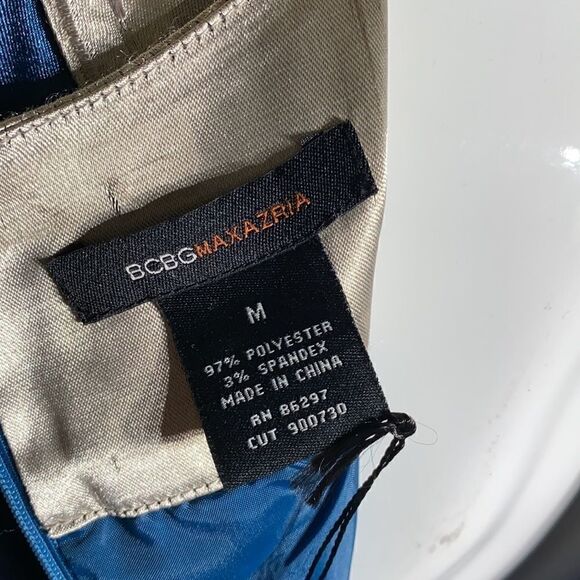 BCBGMAXAZRIA
M
97% POLYESTER
3% SPANDEX
MADE IN CHINA
RN 86297
CUT 900730